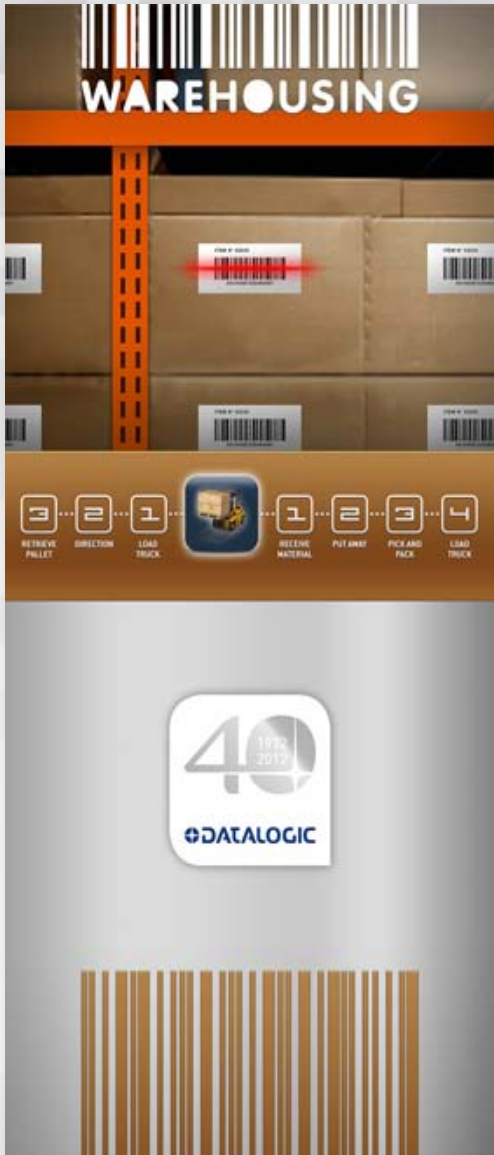 WAREHOUSING
3
2
1
1
2
3
4
RETRIEVE
PALLET
DIRECTION
LOAD
TRUCK
RECEIVE
MATERIAL
PUT AWAY
PICK AND
PACK
LOAD
TRUCK
40
1972
2012
DATALOGIC